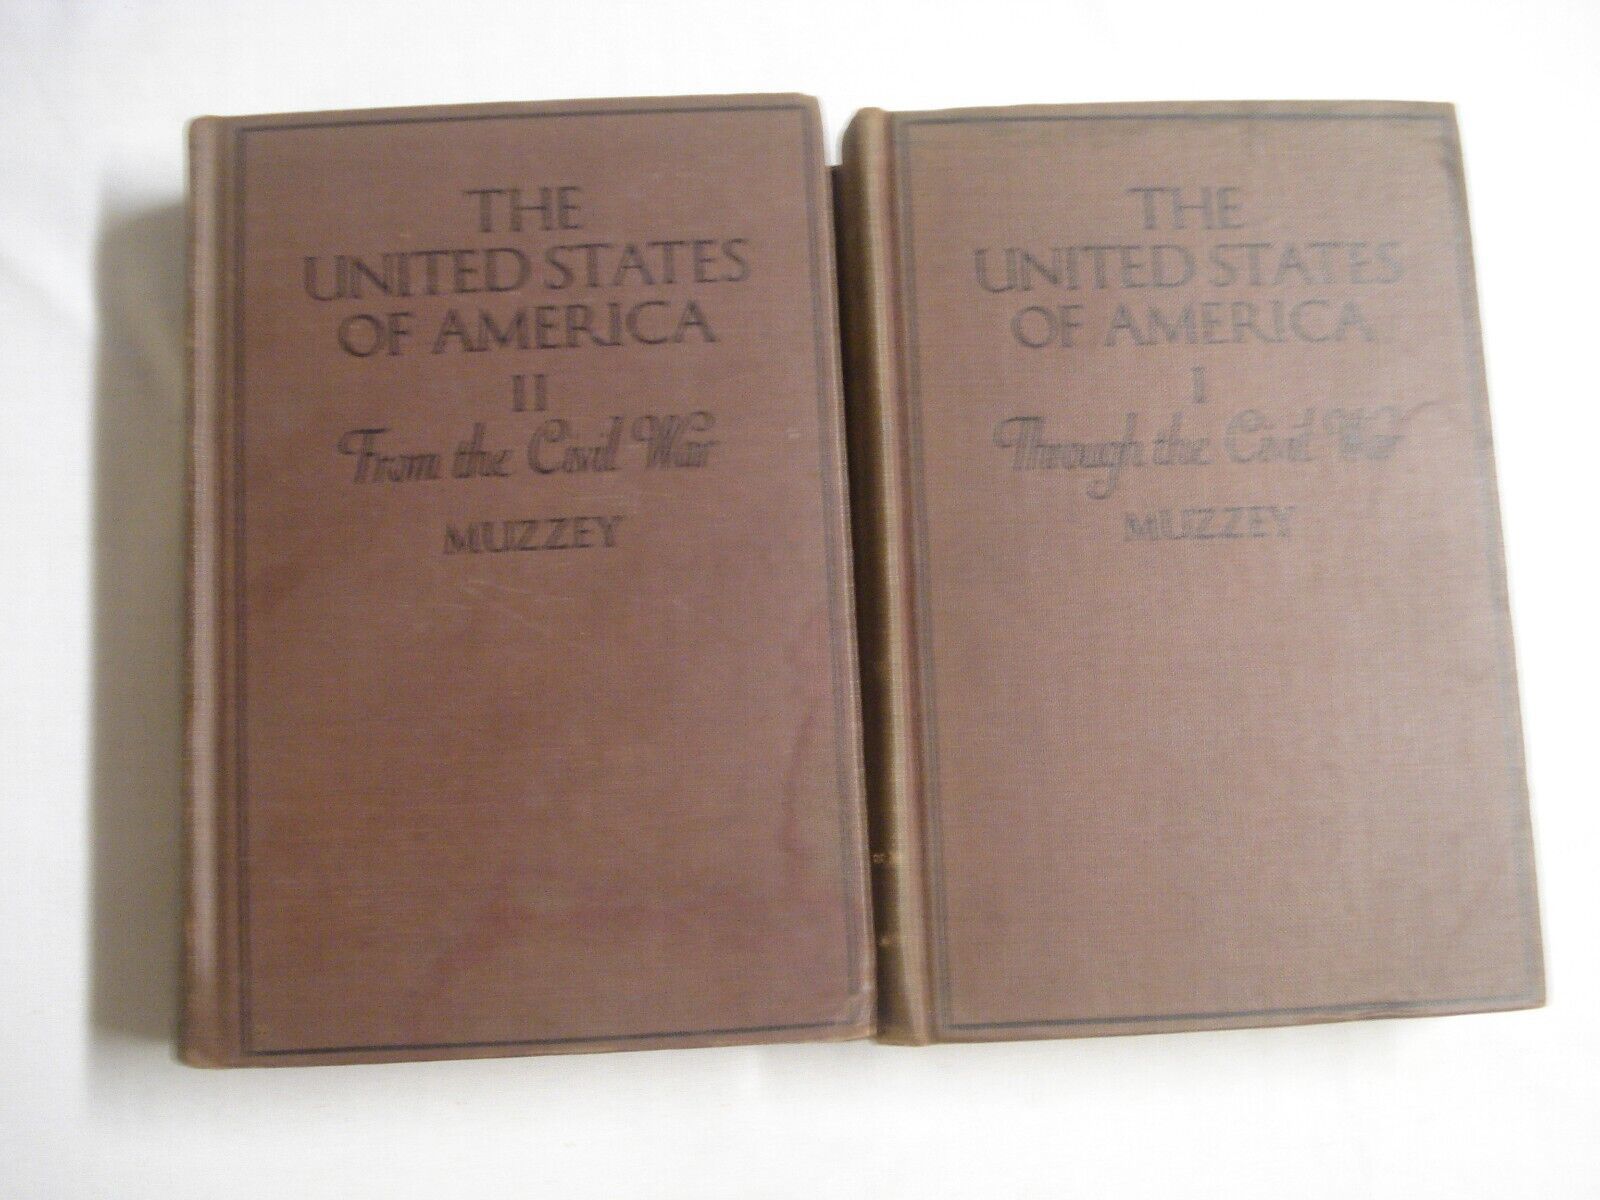 THE
UNITED STATES
OF AMERICA
II
From the Civil War
MUZZEY
THE
UNITED STATES
OF AMERICA
I
Through the Civil War
MUZZEY